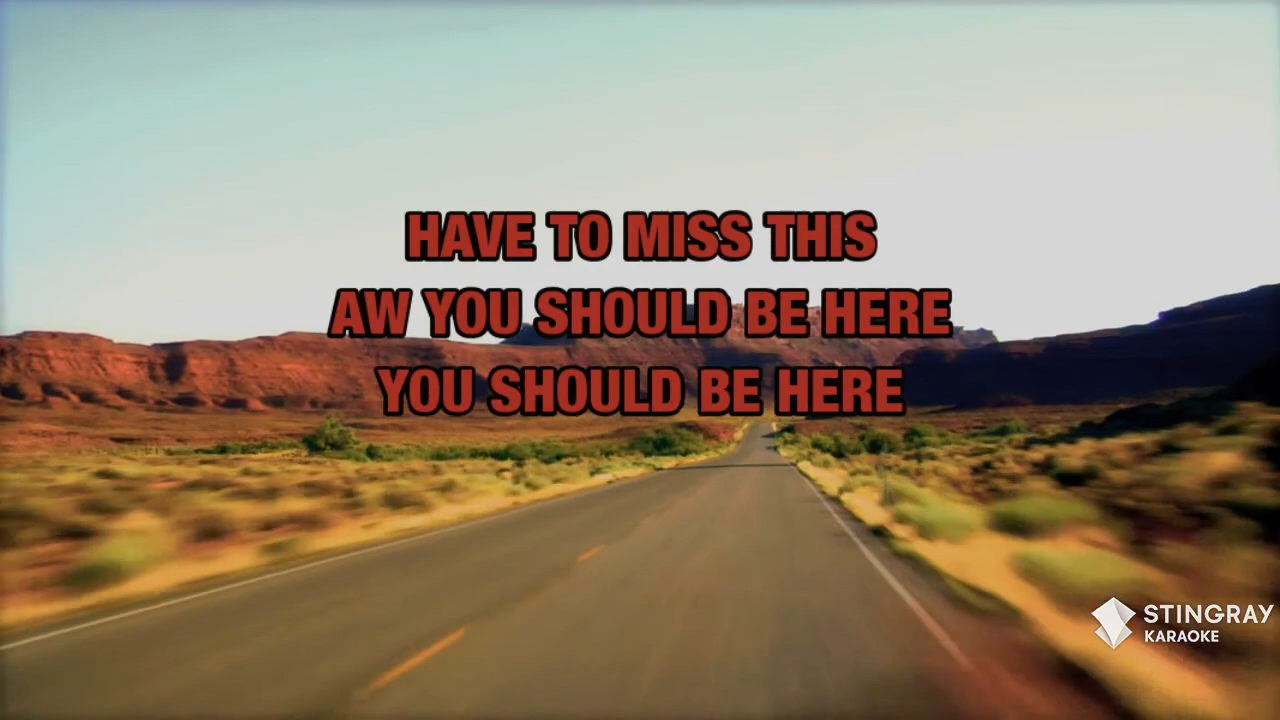 HAVE TO MISS THIS
AW YOU SHOULD BE HERE
YOU SHOULD BE HERE
STINGRAY
KARAOKE